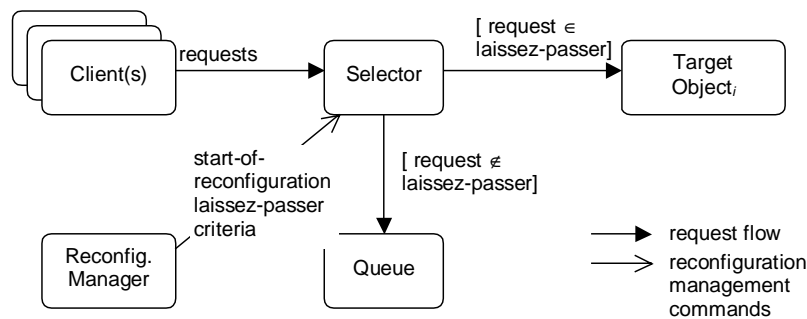 Client(s)
requests
Selector
[ request ∈
laissez-passer]
Target
Objectᵢ
start-of-
reconfiguration
laissez-passer
criteria
[ request ∉
laissez-passer]
Reconfig.
Manager
Queue
request flow
reconfiguration
management
commands